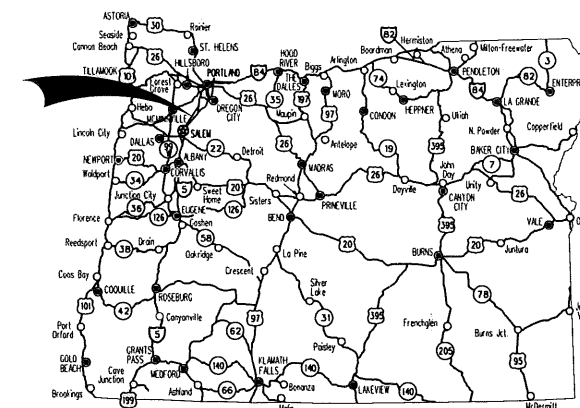 ASTORIA 30 Rainier
Seaside
Cannon Beach 26 ST. HELENS
HILLSBORO
TILLAMOOK 101 Forest Grove PORTLAND 84 HOOD RIVER Biggs Arlington Boardman 82 Hermiston Athena Milton-Freewater 3
THE DALLES 74 PENDLETON 82 ENTERPR
Hebo McMINNVILLE OREGON CITY 26 35 197 MORO Lexington HEPPNER 84 LA GRANDE
Maupin 97 CONDON Ukiah
Lincoln City DALLAS SALEM 99 N. Powder Copperfield
NEWPORT 20 ALBANY 22 Detroit 26 Antelope 19 395 BAKER CITY
Waldport 34 CORVALLIS MADRAS John Day 7
5 Sweet Home 20 Redmond 26 Dayville Unity 26
Junction City 126 Sisters PRINEVILLE CANYON CITY
Florence 36 126 EUGENE BEND 395 VALE
Goshen
Reedsport 38 Drain 58 Oakridge La Pine 20 BURNS 20 Juntura
Coos Bay Crescent
COQUILLE ROSEBURG Silver Lake 78
101 42 Canyonville 97 31 395
Port Orford 5 62 Paisley Frenchglen Burns Jct.
GOLD BEACH GRANTS PASS 140 KLAMATH FALLS 140 205 95
Cave Junction MEDFORD
Brookings 199 Ashland 66 Bonanza LAKEVIEW 140 McDermitt